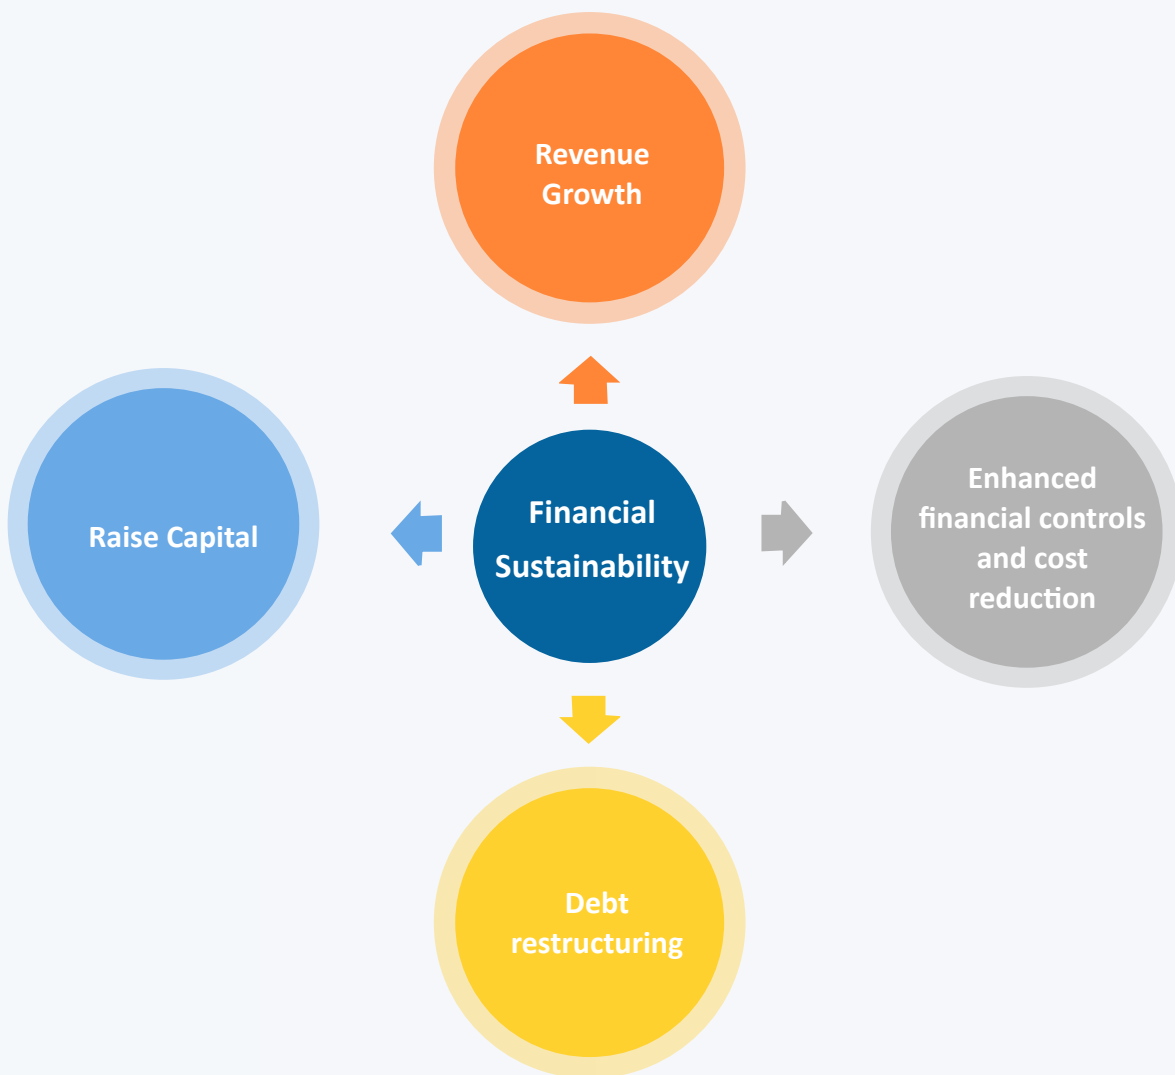 Revenue
Growth
Raise Capital
Financial
Sustainability
Enhanced
financial controls
and cost
reduction
Debt
restructuring